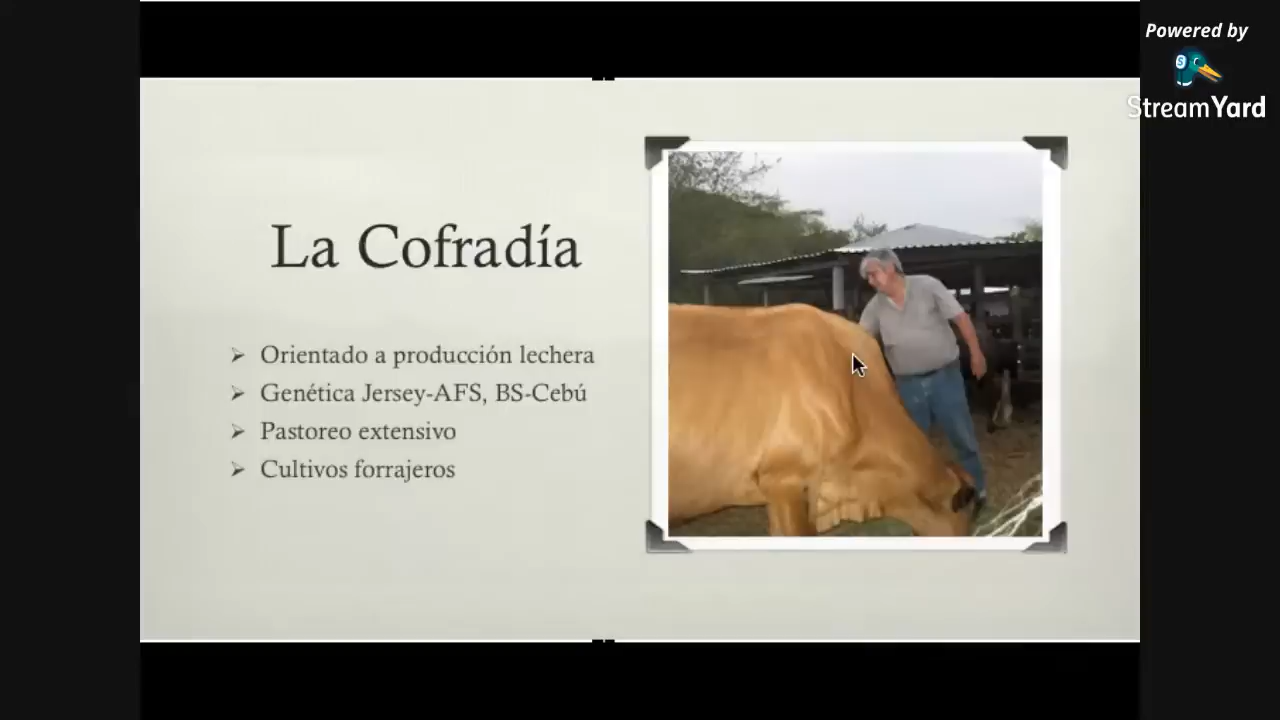 Powered by
StreamYard
La Cofradía
Orientado a producción lechera
Genética Jersey-AFS, BS-Cebú
Pastoreo extensivo
Cultivos forrajeros